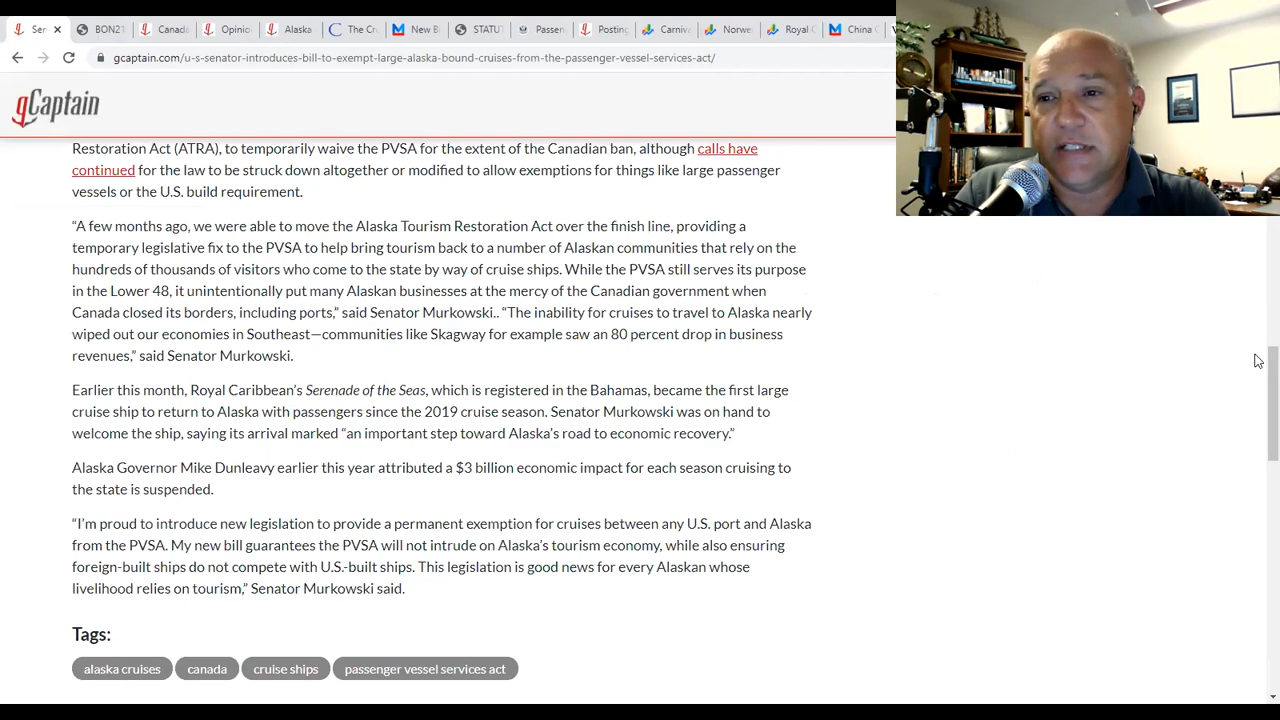 Ser
BON21
Canada
Opinio
Alaska
The Cr
New B
STATU
Passen
Posting
Carniva
Norwe
Royal C
China C
gcaptain.com/u-s-senator-introduces-bill-to-exempt-large-alaska-bound-cruises-from-the-passenger-vessel-services-act/
gCaptain
Restoration Act (ATRA), to temporarily waive the PVSA for the extent of the Canadian ban, although calls have
continued for the law to be struck down altogether or modified to allow exemptions for things like large passenger
vessels or the U.S. build requirement.
“A few months ago, we were able to move the Alaska Tourism Restoration Act over the finish line, providing a
temporary legislative fix to the PVSA to help bring tourism back to a number of Alaskan communities that rely on the
hundreds of thousands of visitors who come to the state by way of cruise ships. While the PVSA still serves its purpose
in the Lower 48, it unintentionally put many Alaskan businesses at the mercy of the Canadian government when
Canada closed its borders, including ports,” said Senator Murkowski.. “The inability for cruises to travel to Alaska nearly
wiped out our economies in Southeast—communities like Skagway for example saw an 80 percent drop in business
revenues,” said Senator Murkowski.
Earlier this month, Royal Caribbean’s Serenade of the Seas, which is registered in the Bahamas, became the first large
cruise ship to return to Alaska with passengers since the 2019 cruise season. Senator Murkowski was on hand to
welcome the ship, saying its arrival marked “an important step toward Alaska’s road to economic recovery.”
Alaska Governor Mike Dunleavy earlier this year attributed a $3 billion economic impact for each season cruising to
the state is suspended.
“I’m proud to introduce new legislation to provide a permanent exemption for cruises between any U.S. port and Alaska
from the PVSA. My new bill guarantees the PVSA will not intrude on Alaska’s tourism economy, while also ensuring
foreign-built ships do not compete with U.S.-built ships. This legislation is good news for every Alaskan whose
livelihood relies on tourism,” Senator Murkowski said.
Tags:
alaska cruises
canada
cruise ships
passenger vessel services act